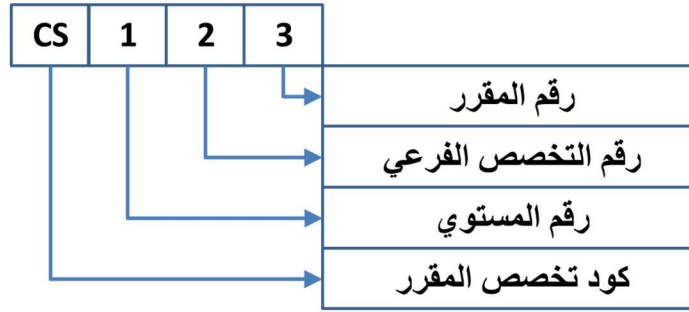 CS 1 2 3
رقم المقرر
رقم التخصص الفرعي
رقم المستوي
كود تخصص المقرر